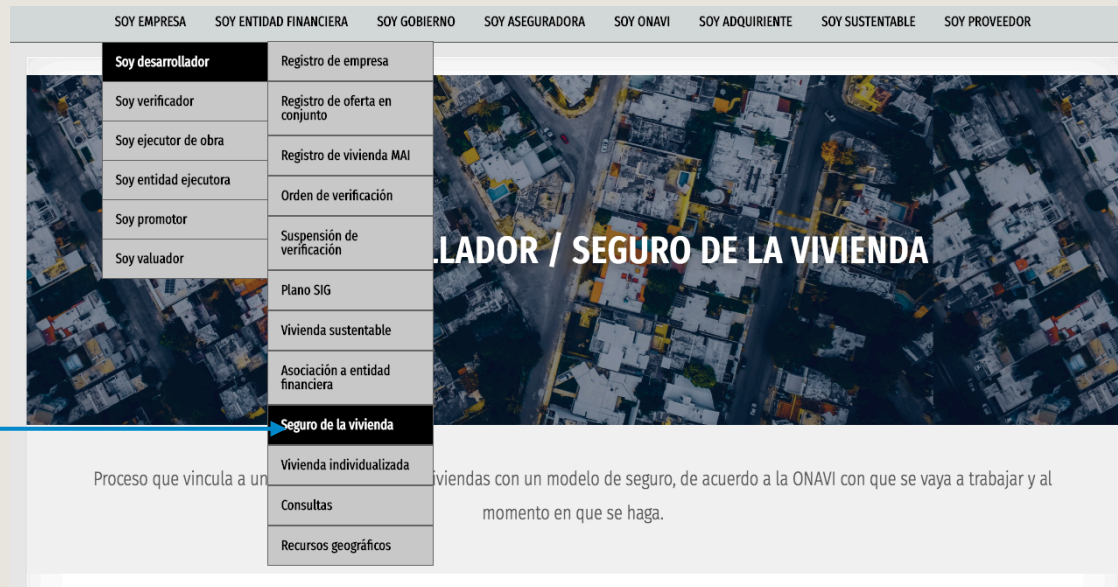 SOY EMPRESA SOY ENTIDAD FINANCIERA SOY GOBIERNO SOY ASEGURADORA SOY ONAVI SOY ADQUIRIENTE SOY SUSTENTABLE SOY PROVEEDOR
Soy desarrollador
Soy verificador
Soy ejecutor de obra
Soy entidad ejecutora
Soy promotor
Soy valuador
Registro de empresa
Registro de oferta en
conjunto
Registro de vivienda MAI
Orden de verificación
Suspensión de
verificación
Plano SIG
Vivienda sustentable
Asociación a entidad
financiera
Seguro de la vivienda
Vivienda individualizada
Consultas
Recursos geográficos
LLADOR / SEGURO DE LA VIVIENDA
Proceso que vincula a un iviendas con un modelo de seguro, de acuerdo a la ONAVI con que se vaya a trabajar y al
momento en que se haga.